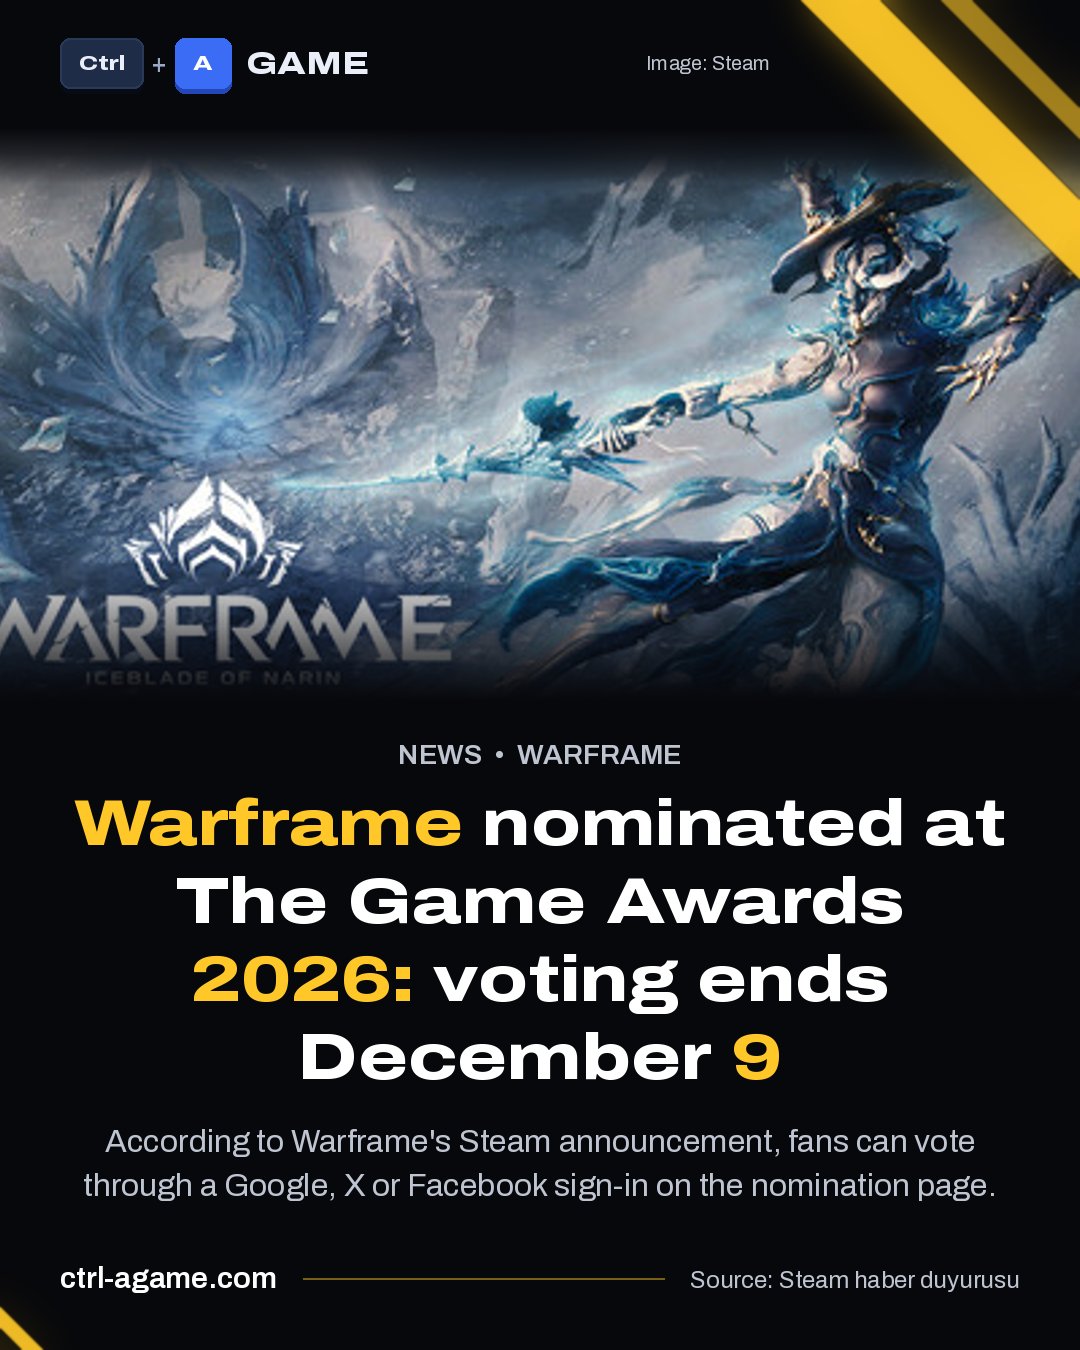 Ctrl + A GAME
Image: Steam
WARFRAME
ICEBLADE OF NARIN
NEWS • WARFRAME
Warframe nominated at
The Game Awards
2026: voting ends
December 9
According to Warframe's Steam announcement, fans can vote
through a Google, X or Facebook sign-in on the nomination page.
ctrl-agame.com
Source: Steam haber duyurusu